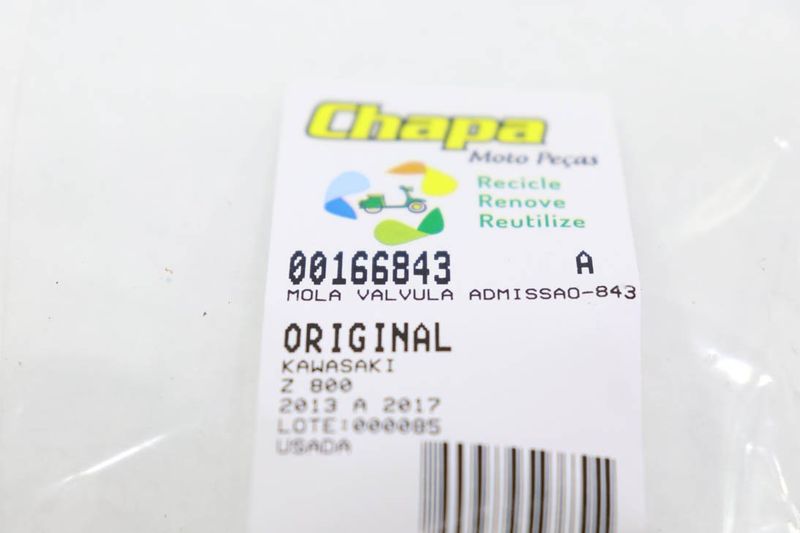 Chapa
Moto Peças
Recicle
Renove
Reutilize
00166843 A
MOLA VALVULA ADMISSAO-843
ORIGINAL
KAWASAKI
Z 800
2013 A 2017
LOTE:000085
USADA